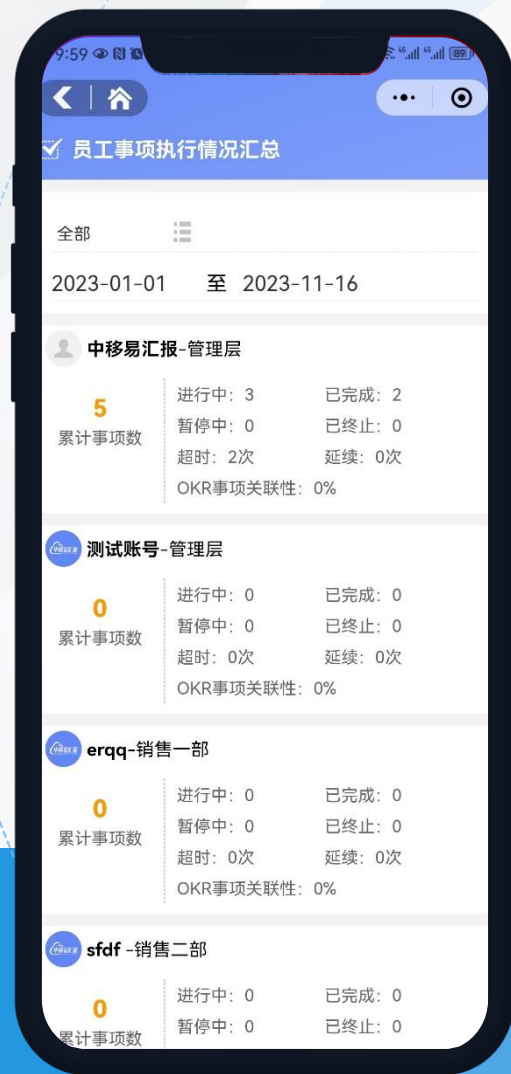 9:59
89
员工事项执行情况汇总
全部
2023-01-01 至 2023-11-16
中移易汇报-管理层
进行中: 3 已完成: 2
5
暂停中: 0 已终止: 0
累计事项数
超时: 2次 延续: 0次
OKR事项关联性: 0%
测试账号-管理层
进行中: 0 已完成: 0
0
暂停中: 0 已终止: 0
累计事项数
超时: 0次 延续: 0次
OKR事项关联性: 0%
erqq-销售一部
进行中: 0 已完成: 0
0
暂停中: 0 已终止: 0
累计事项数
超时: 0次 延续: 0次
OKR事项关联性: 0%
sfdf -销售二部
进行中: 0 已完成: 0
0
暂停中: 0 已终止: 0
累计事项数